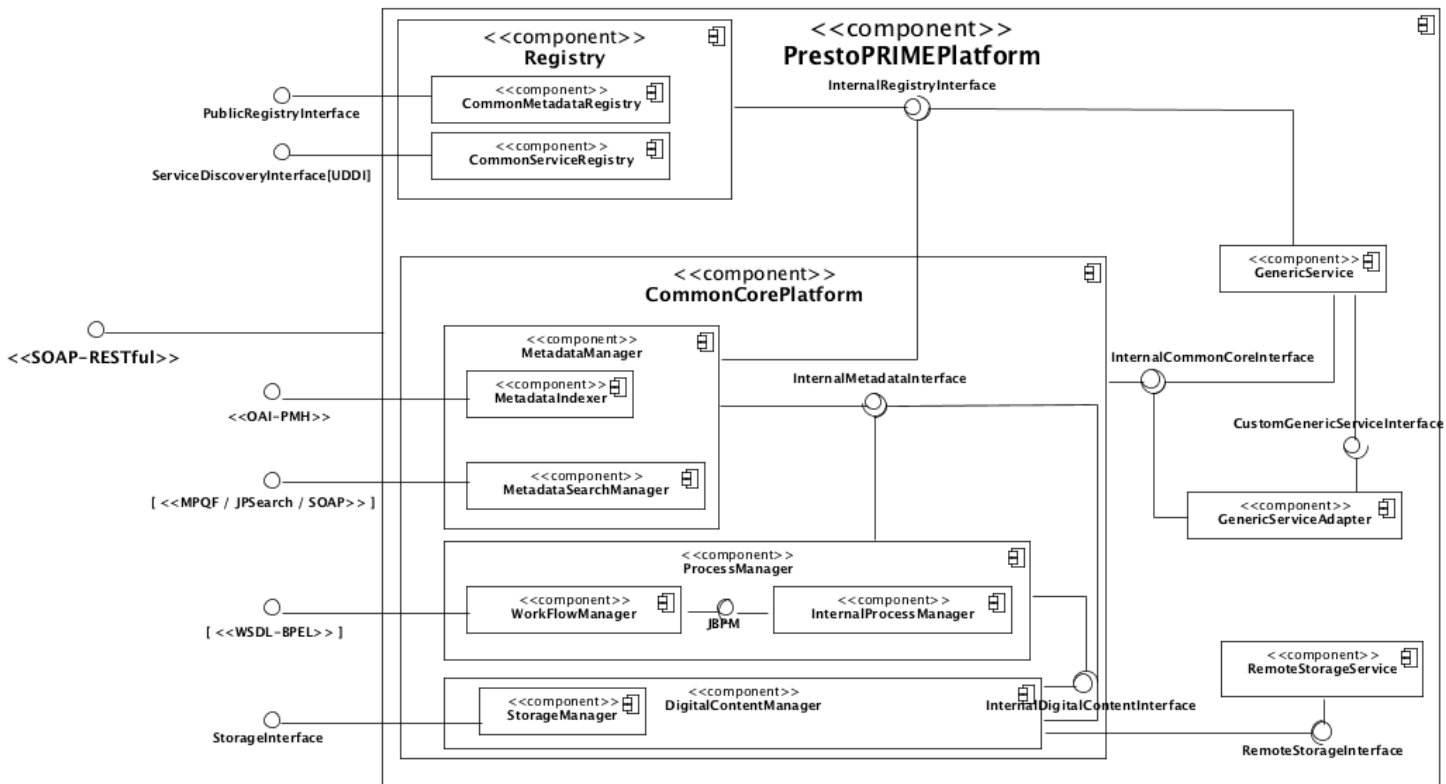 <<component>>
PrestoPRIMEPlatform
<<component>>
Registry
<<component>>
CommonMetadataRegistry
<<component>>
CommonServiceRegistry
PublicRegistryInterface
ServiceDiscoveryInterface[UDDI]
InternalRegistryInterface
<<component>>
GenericService
<<component>>
CommonCorePlatform
<<SOAP-RESTful>>
<<component>>
MetadataManager
<<component>>
MetadataIndexer
<<OAI-PMH>>
InternalMetadataInterface
InternalCommonCoreInterface
CustomGenericServiceInterface
<<component>>
MetadataSearchManager
[ <<MPQF / JPSearch / SOAP>> ]
<<component>>
GenericServiceAdapter
<<component>>
ProcessManager
<<component>>
WorkFlowManager
JBPM
<<component>>
InternalProcessManager
[ <<WSDL-BPEL>> ]
<<component>>
RemoteStorageService
<<component>>
DigitalContentManager
<<component>>
StorageManager
InternalDigitalContentInterface
StorageInterface
RemoteStorageInterface